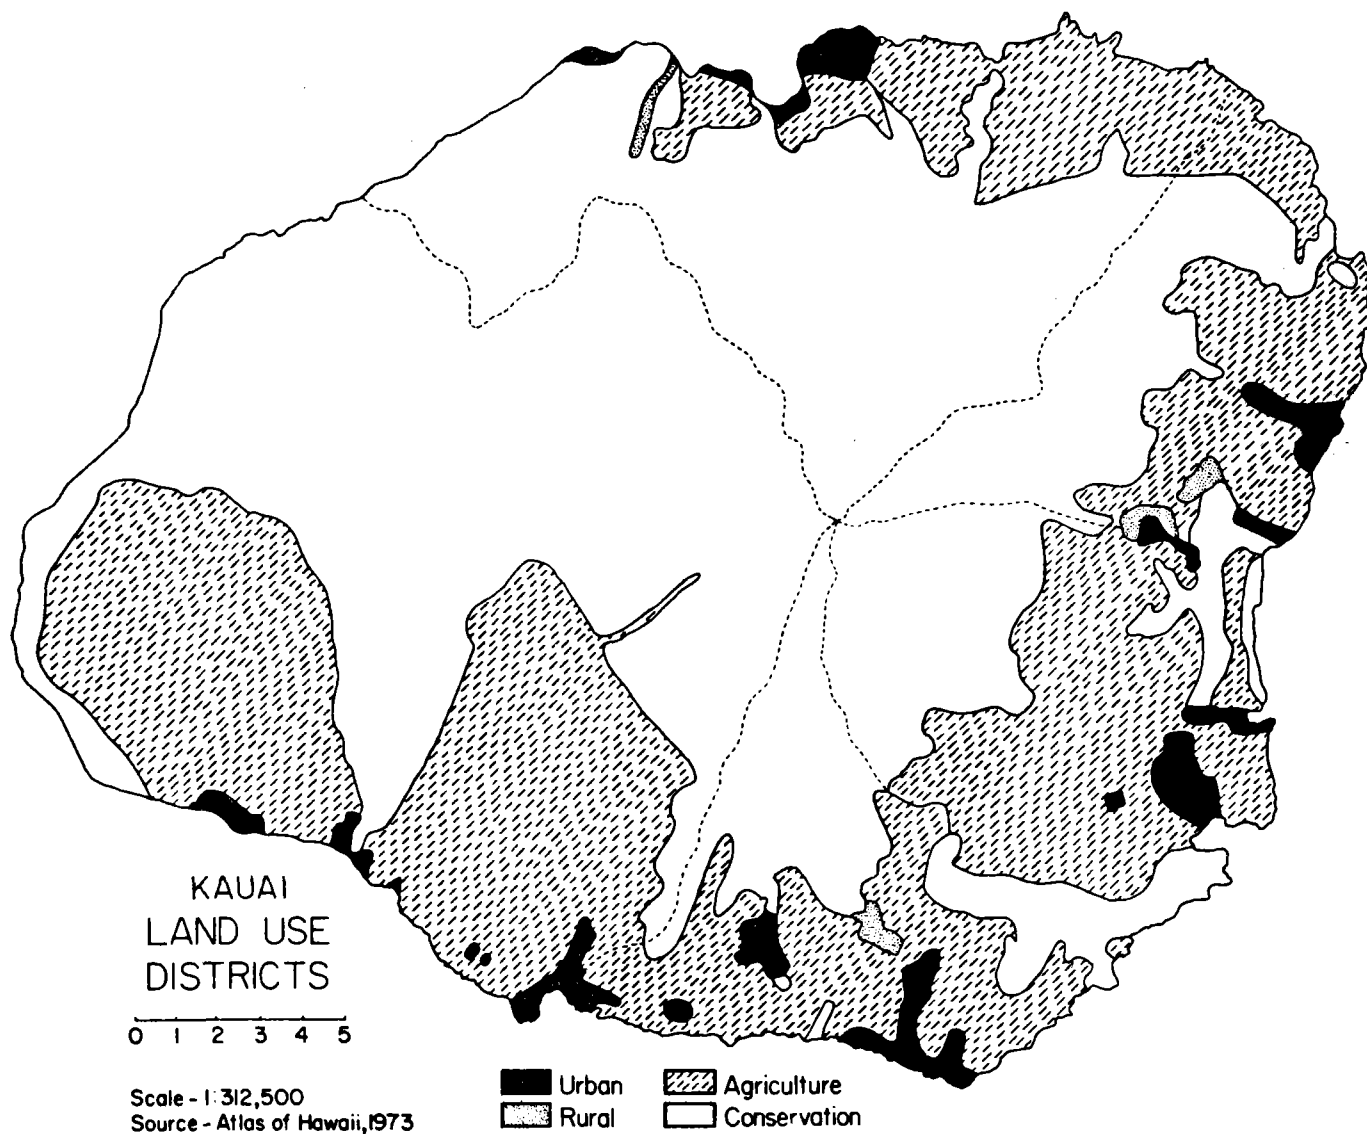 KAUAI
LAND USE
DISTRICTS
0 1 2 3 4 5
Scale - 1:312,500
Source - Atlas of Hawaii, 1973
Urban
Agriculture
Rural
Conservation